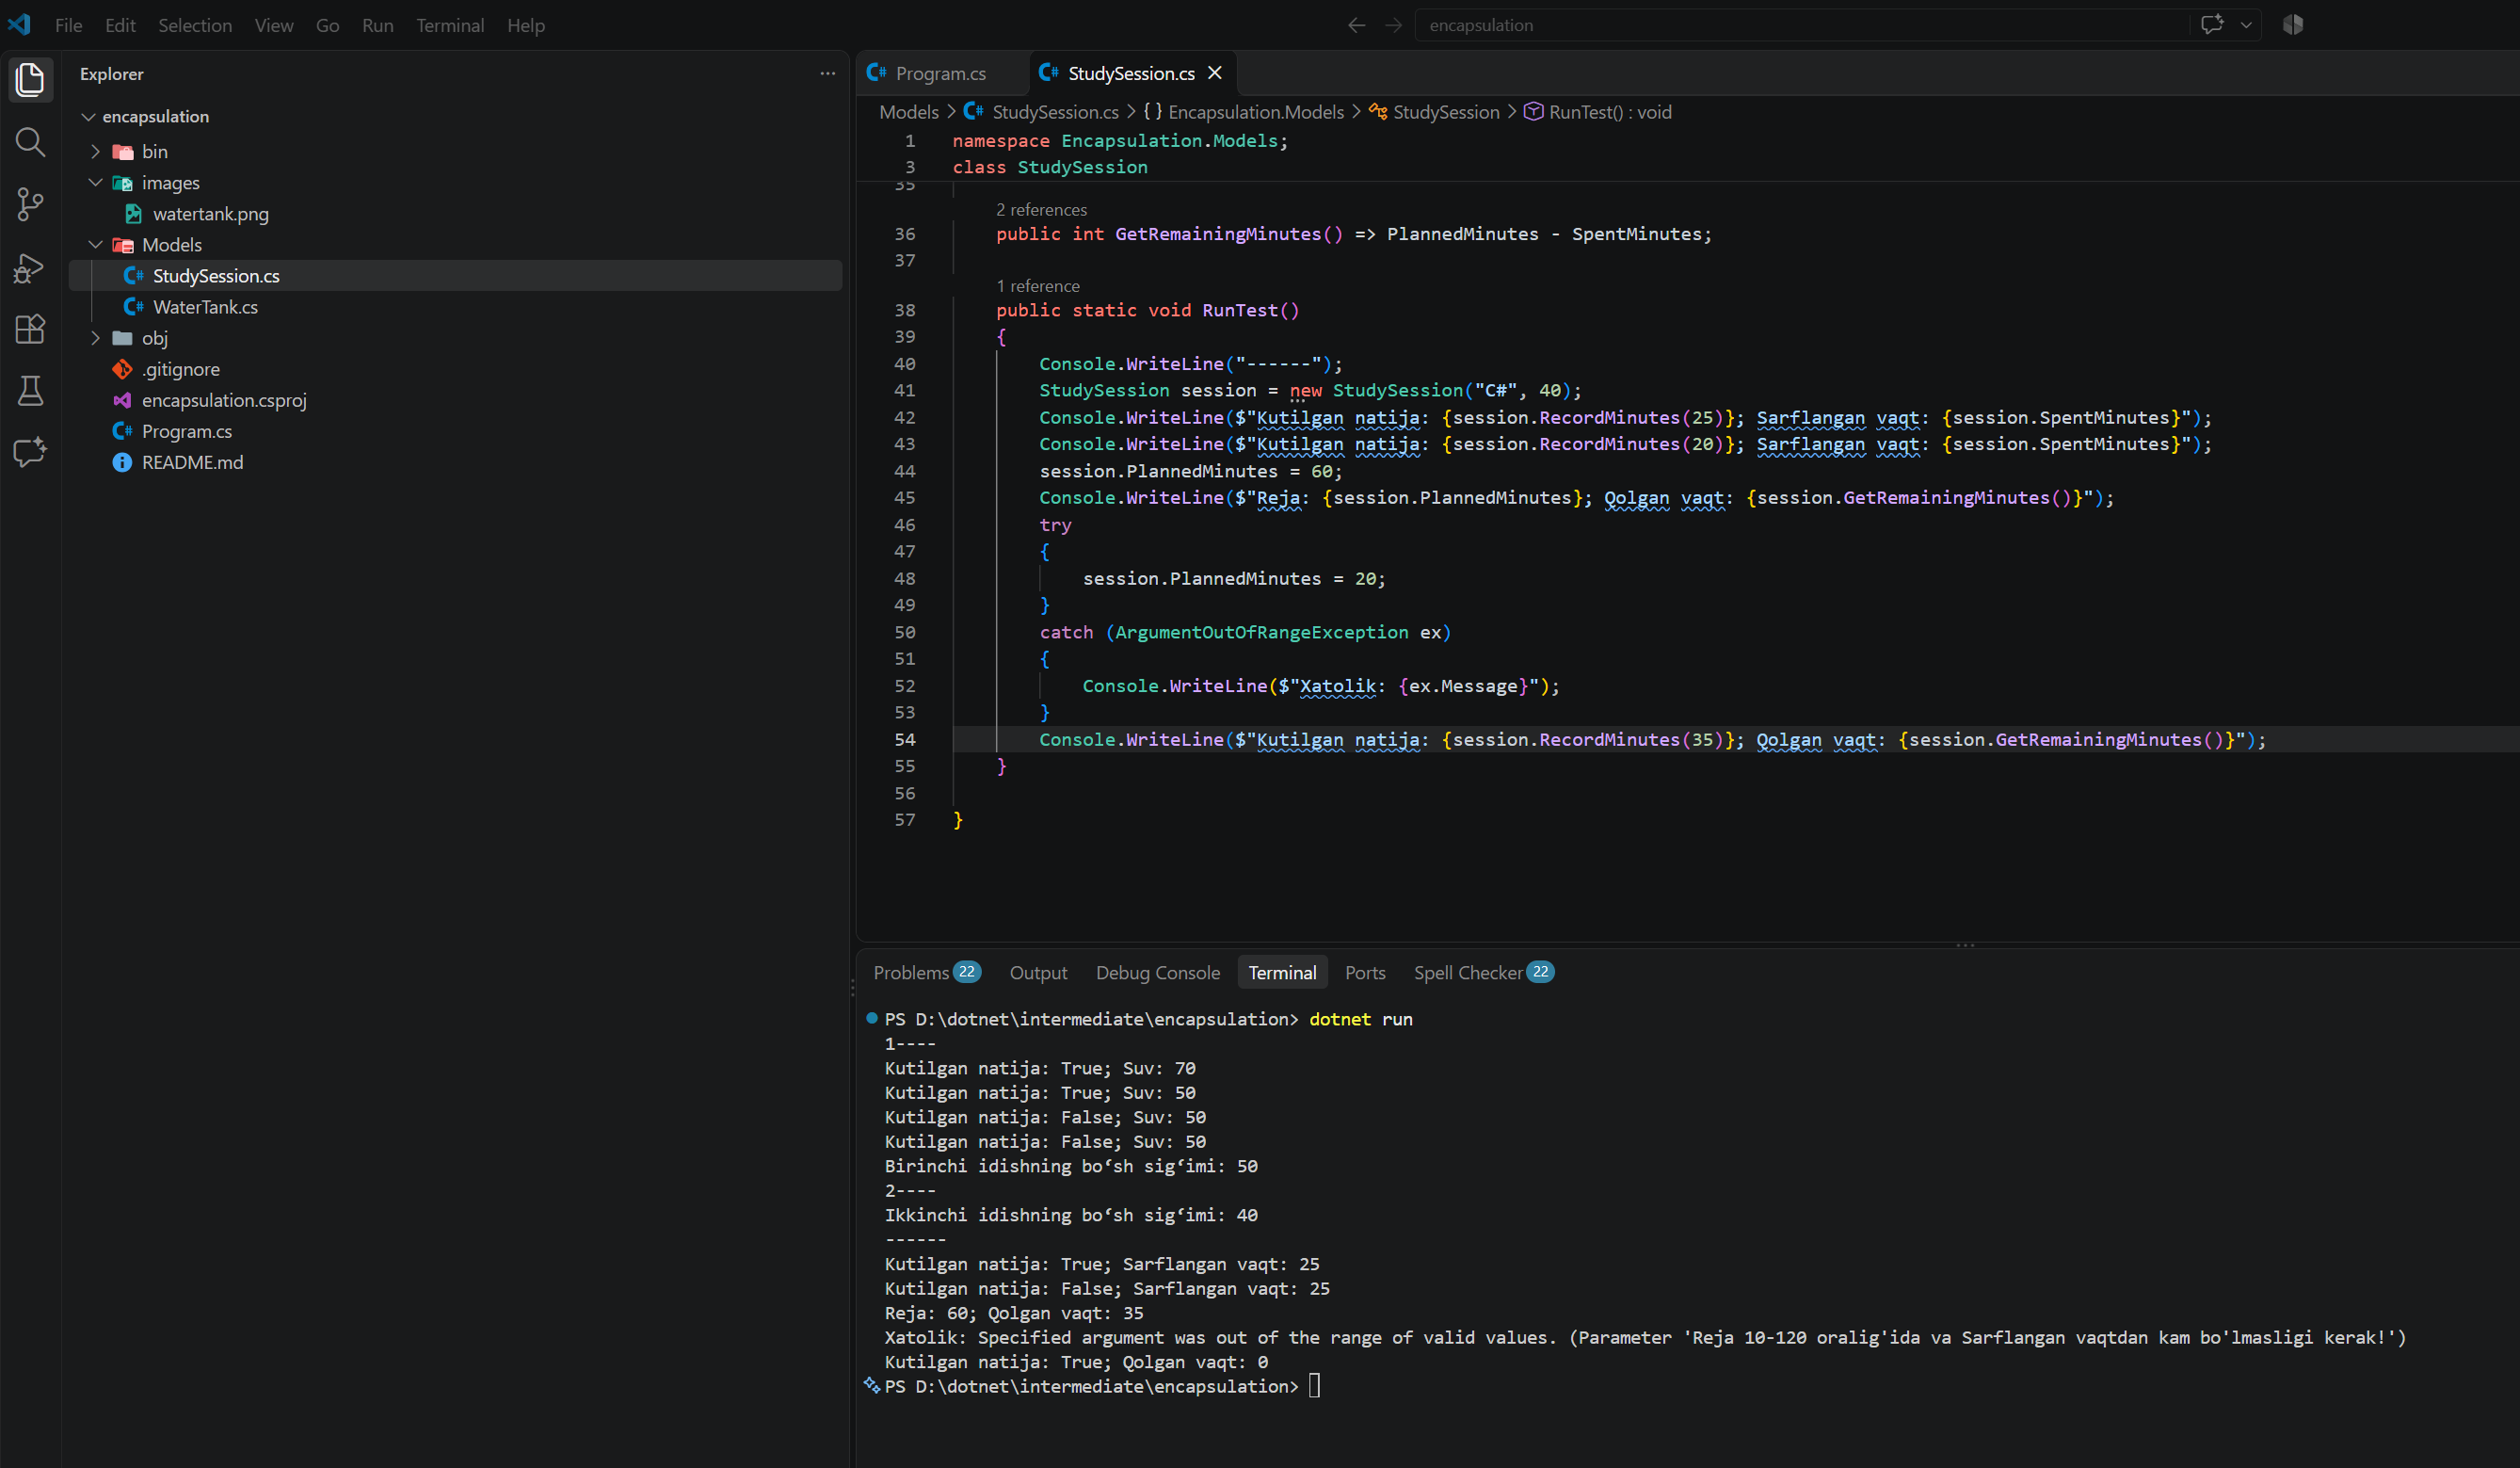 File Edit Selection View Go Run Terminal Help
encapsulation
Explorer
encapsulation
bin
images
watertank.png
Models
StudySession.cs
WaterTank.cs
obj
.gitignore
encapsulation.csproj
Program.cs
README.md
Program.cs StudySession.cs
Models > StudySession.cs > { } Encapsulation.Models > StudySession > RunTest() : void
1 namespace Encapsulation.Models;
3 class StudySession
35
2 references
36 public int GetRemainingMinutes() => PlannedMinutes - SpentMinutes;
37
1 reference
38 public static void RunTest()
39 {
40 Console.WriteLine("------");
41 StudySession session = new StudySession("C#", 40);
42 Console.WriteLine($"Kutilgan natija: {session.RecordMinutes(25)}; Sarflangan vaqt: {session.SpentMinutes}");
43 Console.WriteLine($"Kutilgan natija: {session.RecordMinutes(20)}; Sarflangan vaqt: {session.SpentMinutes}");
44 session.PlannedMinutes = 60;
45 Console.WriteLine($"Reja: {session.PlannedMinutes}; Qolgan vaqt: {session.GetRemainingMinutes()}");
46 try
47 {
48 session.PlannedMinutes = 20;
49 }
50 catch (ArgumentOutOfRangeException ex)
51 {
52 Console.WriteLine($"Xatolik: {ex.Message}");
53 }
54 Console.WriteLine($"Kutilgan natija: {session.RecordMinutes(35)}; Qolgan vaqt: {session.GetRemainingMinutes()}");
55 }
56
57 }
Problems 22 Output Debug Console Terminal Ports Spell Checker 22
PS D:\dotnet\intermediate\encapsulation> dotnet run
1----
Kutilgan natija: True; Suv: 70
Kutilgan natija: True; Suv: 50
Kutilgan natija: False; Suv: 50
Kutilgan natija: False; Suv: 50
Birinchi idishning boʻsh sigʻimi: 50
2----
Ikkinchi idishning boʻsh sigʻimi: 40
------
Kutilgan natija: True; Sarflangan vaqt: 25
Kutilgan natija: False; Sarflangan vaqt: 25
Reja: 60; Qolgan vaqt: 35
Xatolik: Specified argument was out of the range of valid values. (Parameter 'Reja 10-120 oralig'ida va Sarflangan vaqtdan kam bo'lmasligi kerak!')
Kutilgan natija: True; Qolgan vaqt: 0
PS D:\dotnet\intermediate\encapsulation>